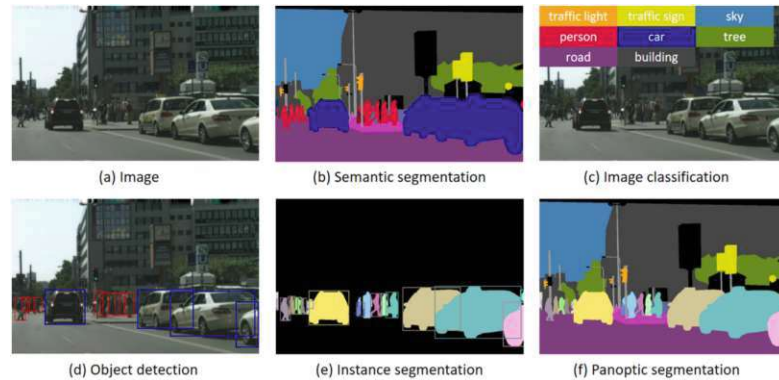 traffic light traffic sign sky
person car tree
road building
(a) Image (b) Semantic segmentation (c) Image classification
(d) Object detection (e) Instance segmentation (f) Panoptic segmentation